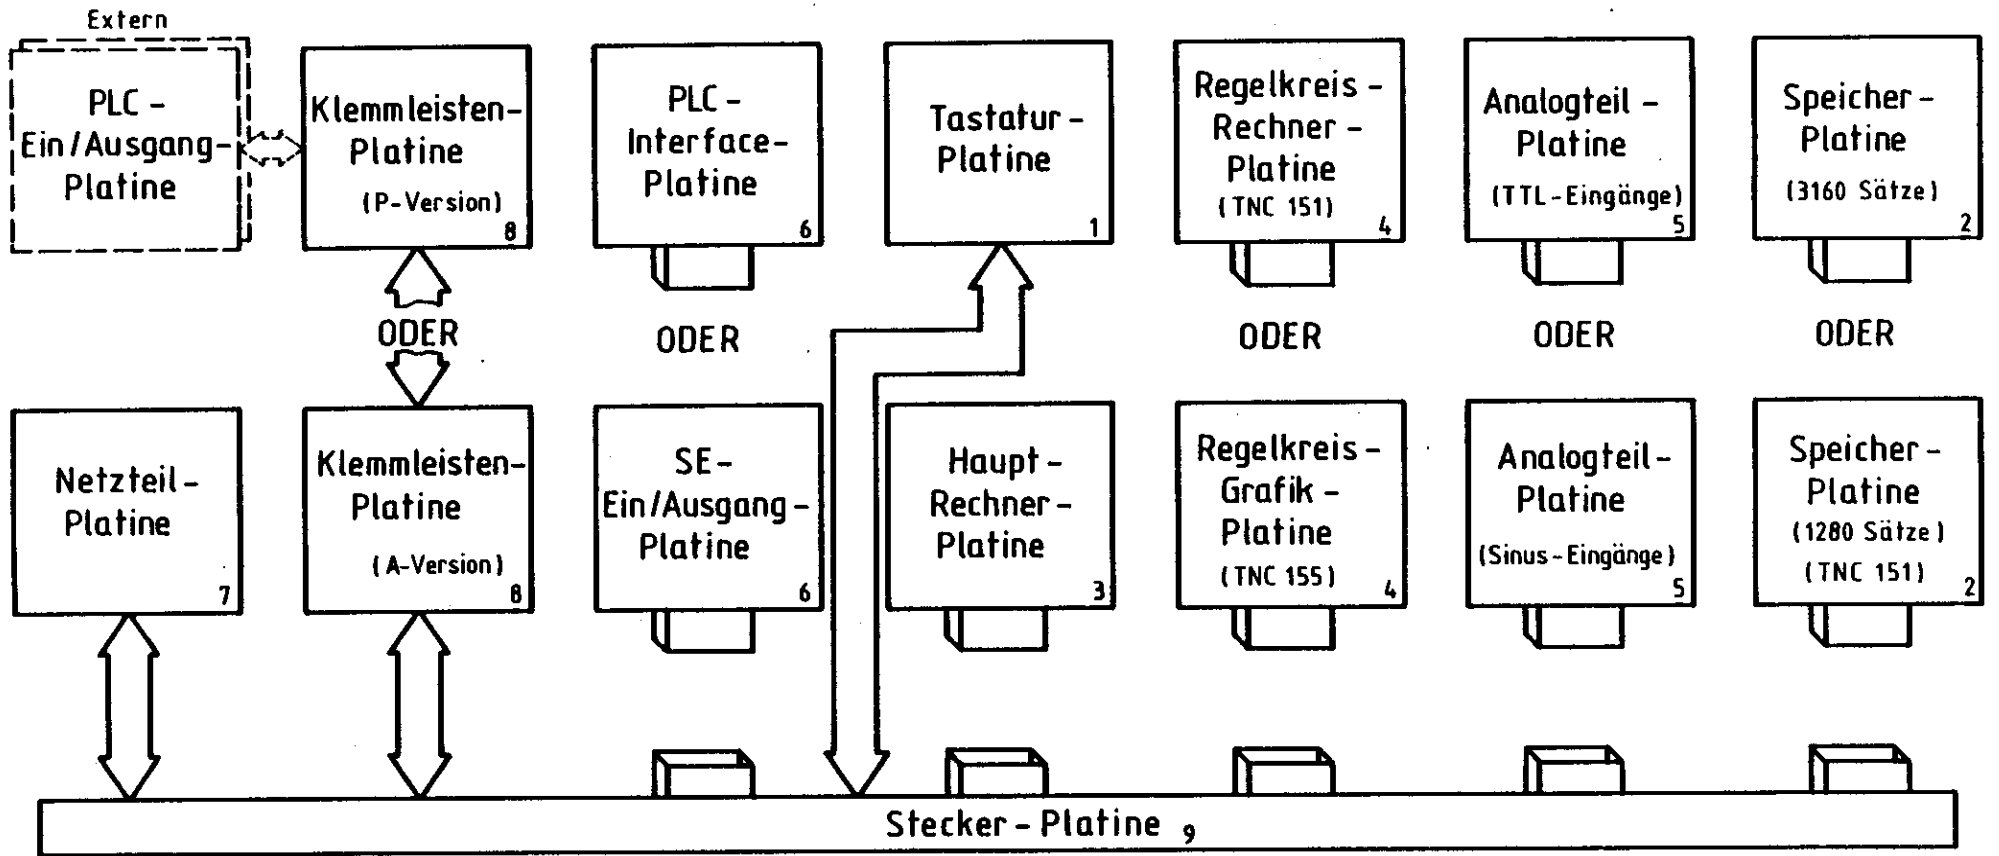 Extern
PLC -
Ein/Ausgang-
Platine
Klemmleisten-
Platine
(P-Version)
8
PLC -
Interface-
Platine
6
Tastatur -
Platine
1
Regelkreis -
Rechner -
Platine
(TNC 151)
4
Analogteil -
Platine
(TTL-Eingänge)
5
Speicher -
Platine
(3160 Sätze)
2
ODER
ODER
ODER
ODER
ODER
Netzteil -
Platine
7
Klemmleisten-
Platine
(A-Version)
8
SE-
Ein/Ausgang-
Platine
6
Haupt -
Rechner -
Platine
3
Regelkreis -
Grafik -
Platine
(TNC 155)
4
Analogteil -
Platine
(Sinus-Eingänge)
5
Speicher -
Platine
(1280 Sätze)
(TNC 151)
2
Stecker - Platine 9